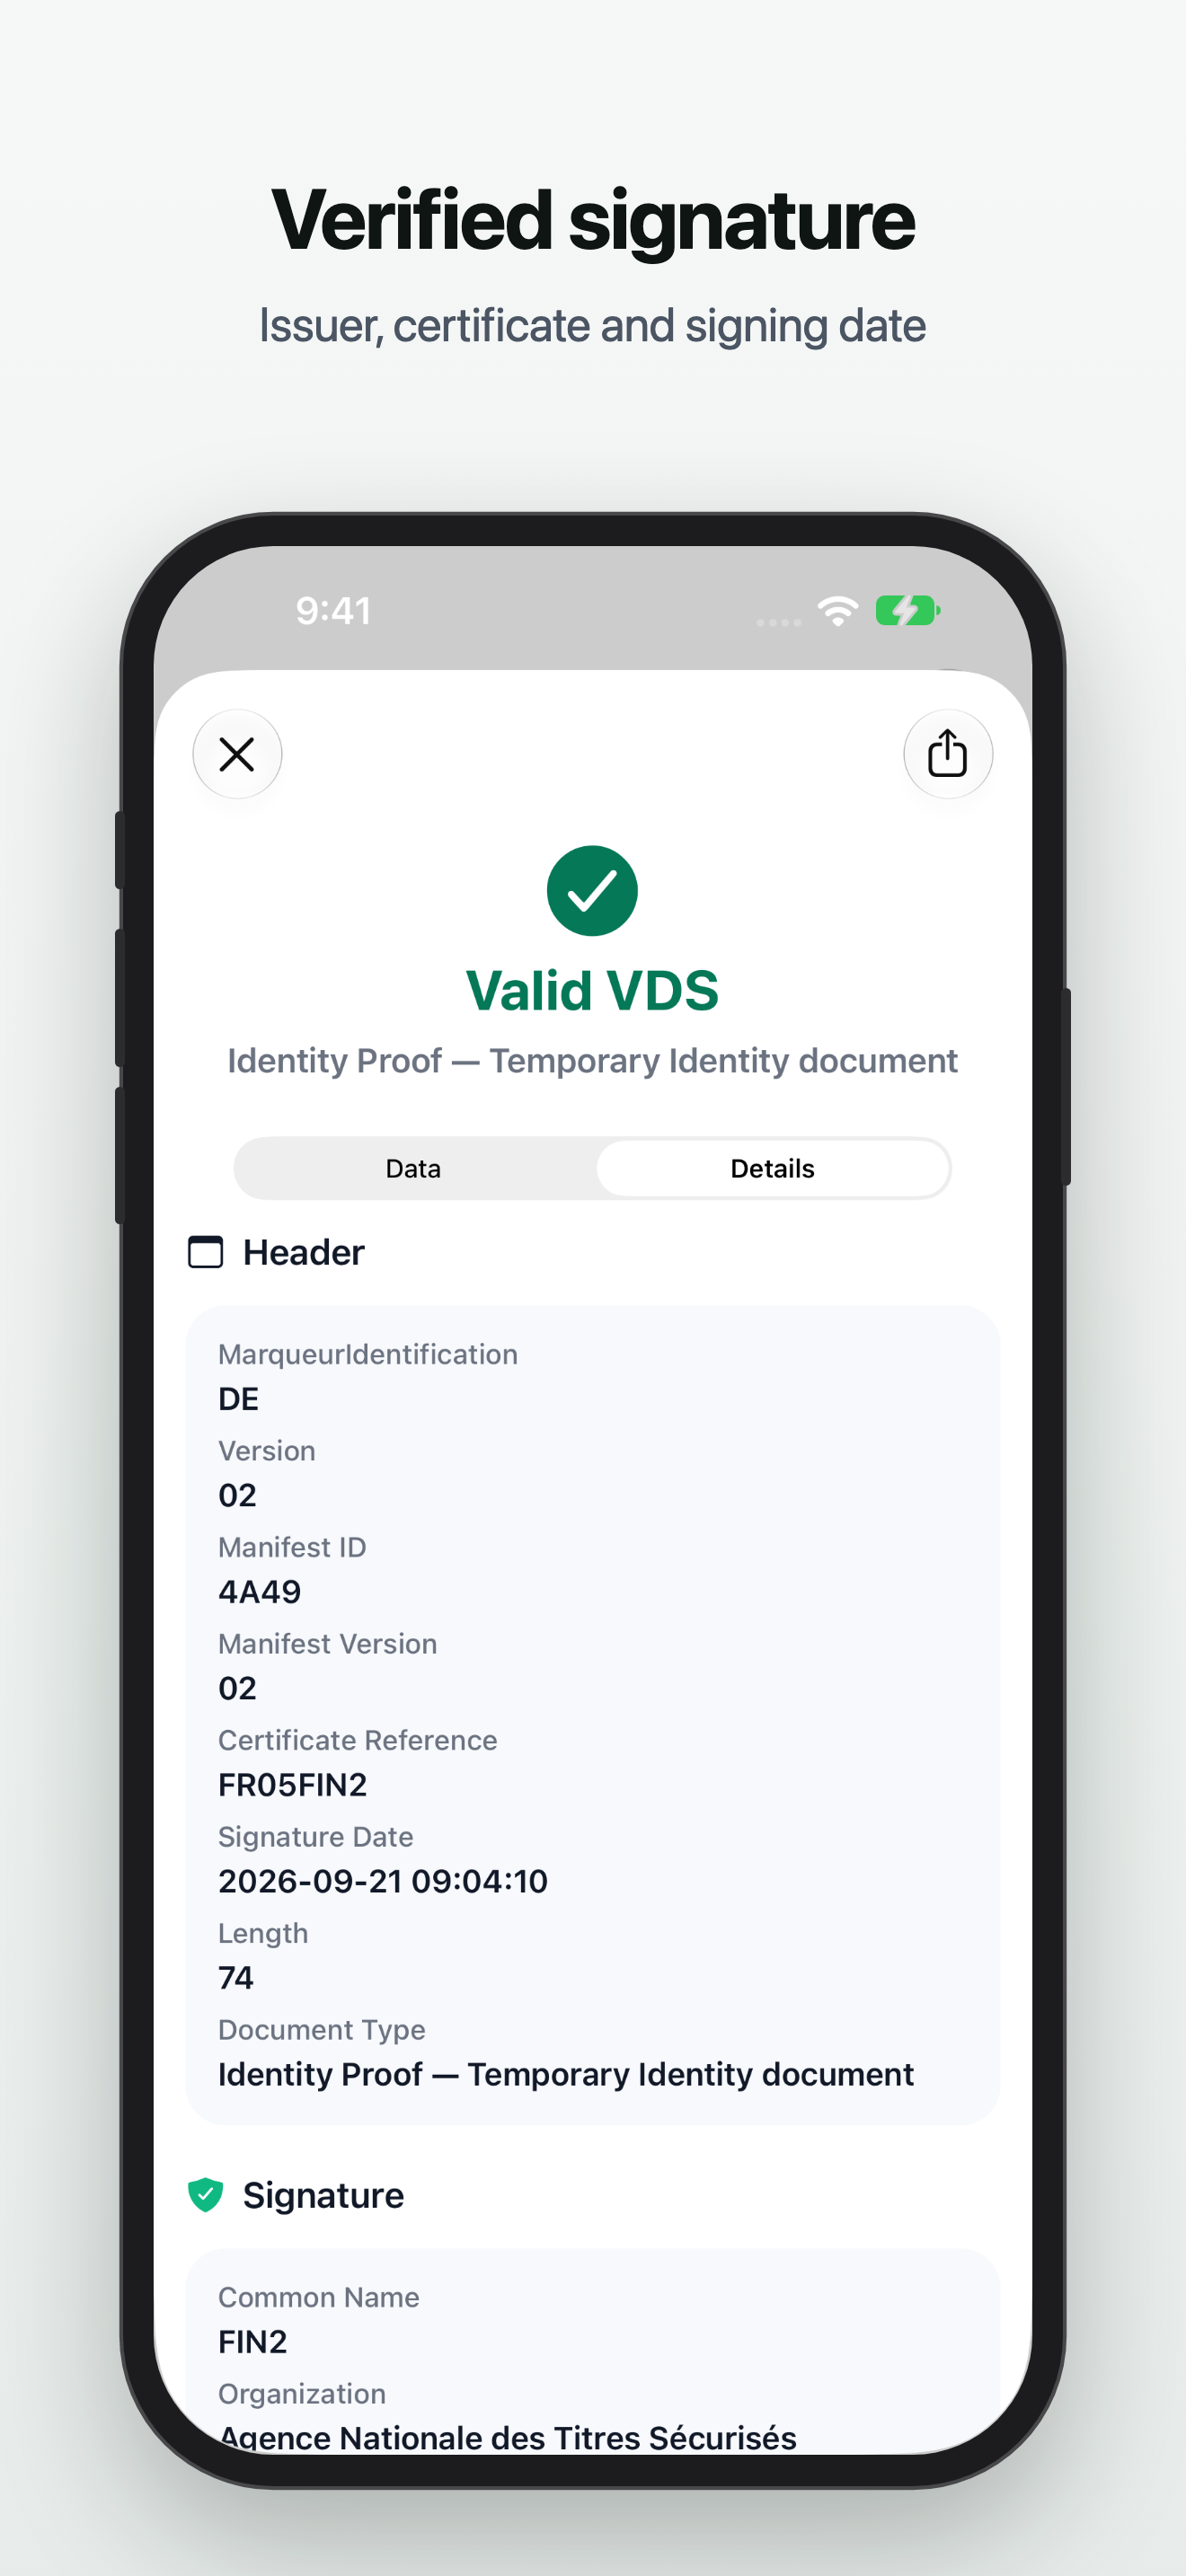 Verified signature
Issuer, certificate and signing date
9:41
Valid VDS
Identity Proof — Temporary Identity document
Data
Details
Header
MarqueurIdentification
DE
Version
02
Manifest ID
4A49
Manifest Version
02
Certificate Reference
FR05FIN2
Signature Date
2026-09-21 09:04:10
Length
74
Document Type
Identity Proof — Temporary Identity document
Signature
Common Name
FIN2
Organization
Agence Nationale des Titres Sécurisés